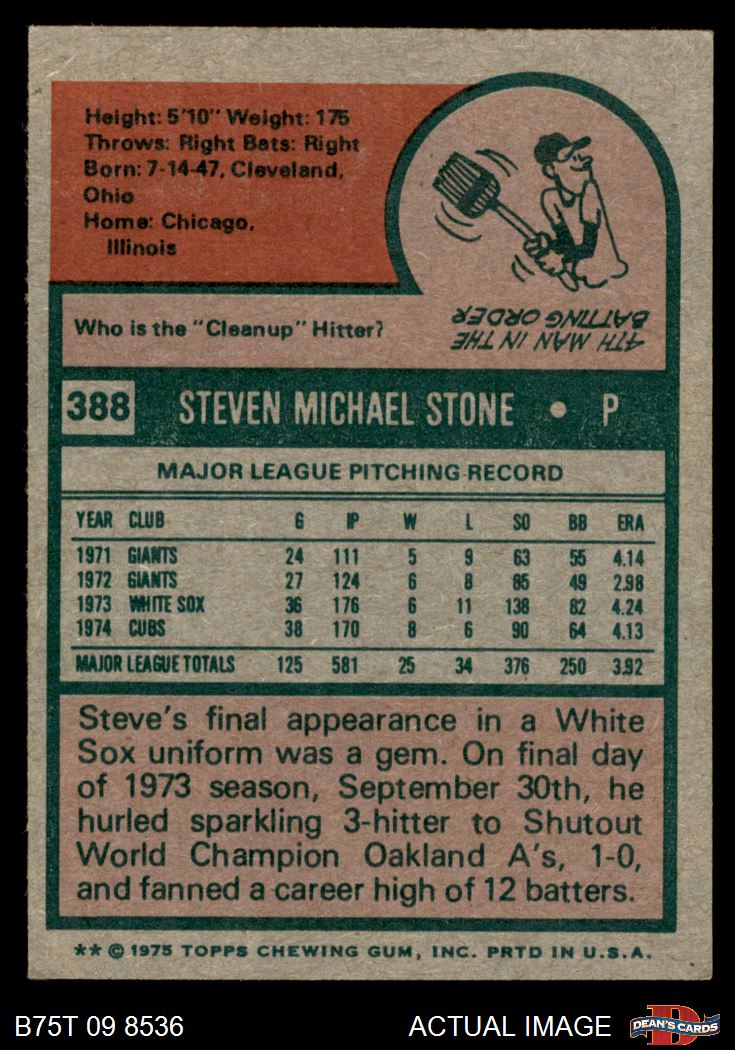 Height: 5'10" Weight: 175
Throws: Right Bats: Right
Born: 7-14-47, Cleveland,
Ohio
Home: Chicago,
Illinois
Who is the "Cleanup" Hitter?
4TH MAN IN THE
BATTING ORDER
388 STEVEN MICHAEL STONE • P
MAJOR LEAGUE PITCHING RECORD
YEAR CLUB G IP W L SO BB ERA
1971 GIANTS 24 111 5 9 63 55 4.14
1972 GIANTS 27 124 6 8 85 49 2.98
1973 WHITE SOX 36 176 6 11 138 82 4.24
1974 CUBS 38 170 8 6 90 64 4.13
MAJOR LEAGUE TOTALS 125 581 25 34 376 250 3.92
Steve's final appearance in a White
Sox uniform was a gem. On final day
of 1973 season, September 30th, he
hurled sparkling 3-hitter to Shutout
World Champion Oakland A's, 1-0,
and fanned a career high of 12 batters.
** © 1975 TOPPS CHEWING GUM, INC. PRTD IN U.S.A.
B75T 09 8536 ACTUAL IMAGE D DEAN'S CARDS